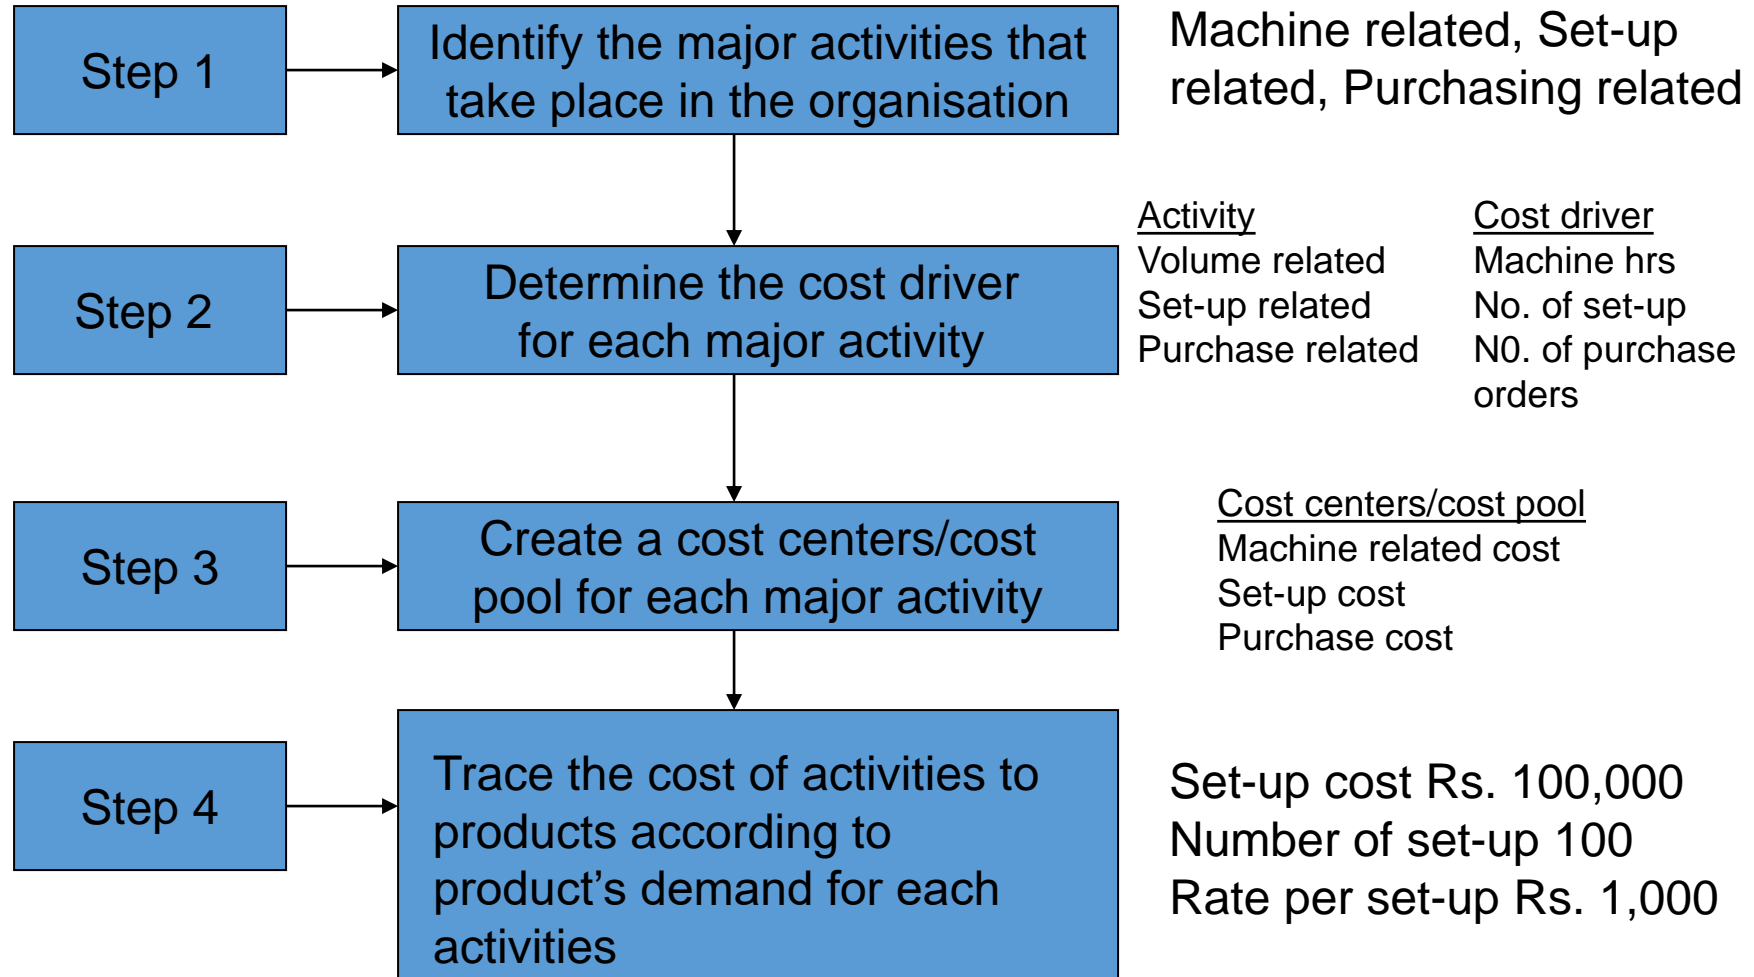 Step 1
Identify the major activities that
take place in the organisation
Machine related, Set-up
related, Purchasing related
Step 2
Determine the cost driver
for each major activity
Activity
Volume related
Set-up related
Purchase related
Cost driver
Machine hrs
No. of set-up
N0. of purchase
orders
Step 3
Create a cost centers/cost
pool for each major activity
Cost centers/cost pool
Machine related cost
Set-up cost
Purchase cost
Step 4
Trace the cost of activities to
products according to
product’s demand for each
activities
Set-up cost Rs. 100,000
Number of set-up 100
Rate per set-up Rs. 1,000